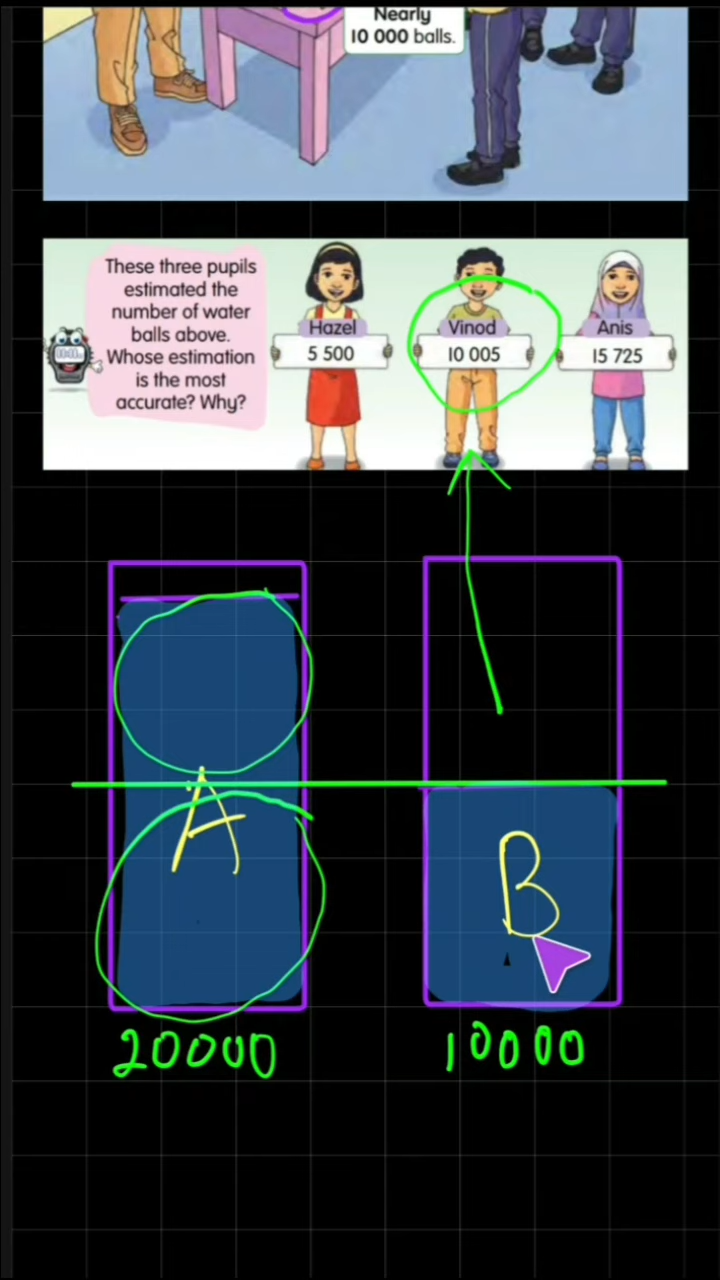 Nearly
10 000 balls.
These three pupils
estimated the
number of water
balls above.
Whose estimation
is the most
accurate? Why?
Hazel
5 500
Vinod
10 005
Anis
15 725
A
B
20000
10000